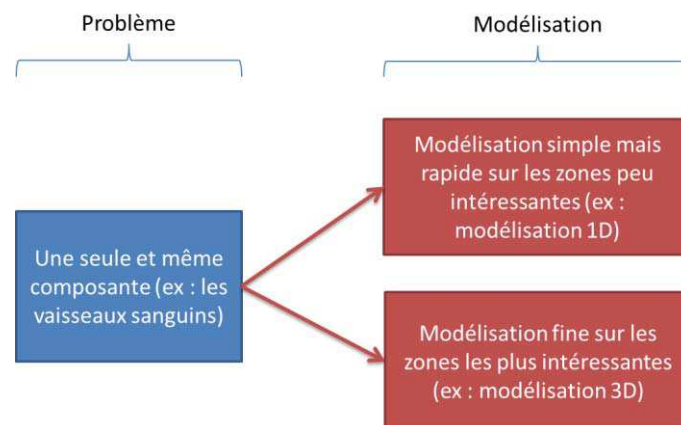 Problème
Modélisation
Modélisation simple mais
rapide sur les zones peu
intéressantes (ex :
modélisation 1D)
Une seule et même
composante (ex : les
vaisseaux sanguins)
Modélisation fine sur les
zones les plus intéressantes
(ex : modélisation 3D)